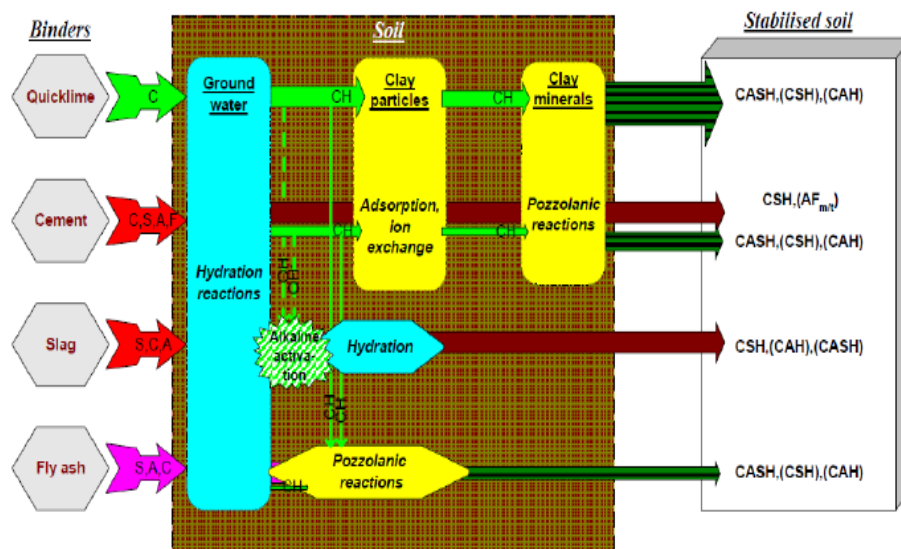 Binders
Soil
Stabilised soil
Quicklime
C
Ground
water
CH
Clay
particles
CH
Clay
minerals
CASH,(CSH),(CAH)
Cement
C,S,A,F
CH
Adsorption,
ion
exchange
CH
Pozzolanic
reactions
CSH,(AFm/t)
CASH,(CSH),(CAH)
Hydration
reactions
CH
CH
Slag
S,C,A
Alkaline
activa-
tion
Hydration
CSH,(CAH),(CASH)
CH
CH
Fly ash
S,A,C
CH
Pozzolanic
reactions
CASH,(CSH),(CAH)